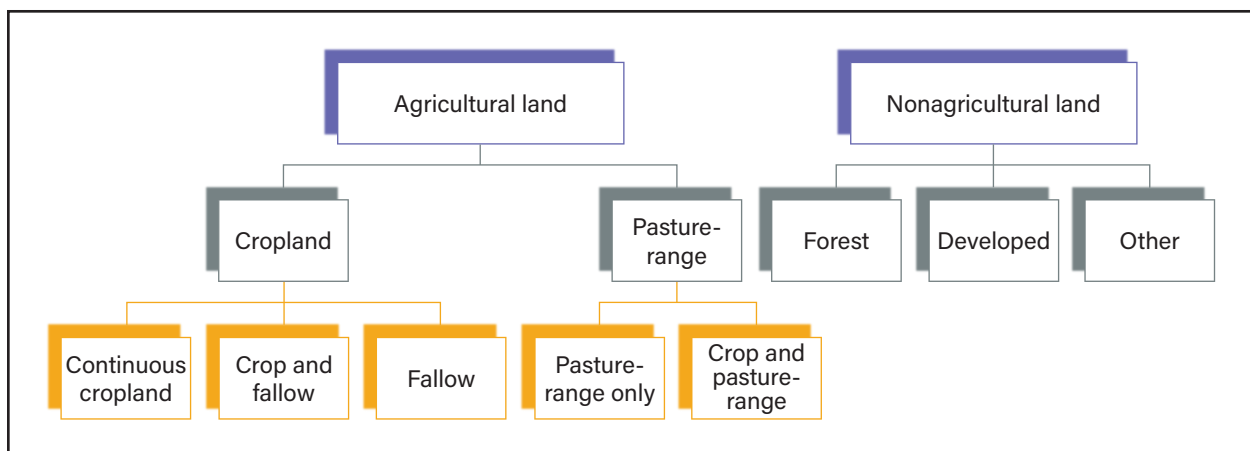 Agricultural land
Nonagricultural land
Cropland
Pasture-
range
Forest
Developed
Other
Continuous
cropland
Crop and
fallow
Fallow
Pasture-
range only
Crop and
pasture-
range